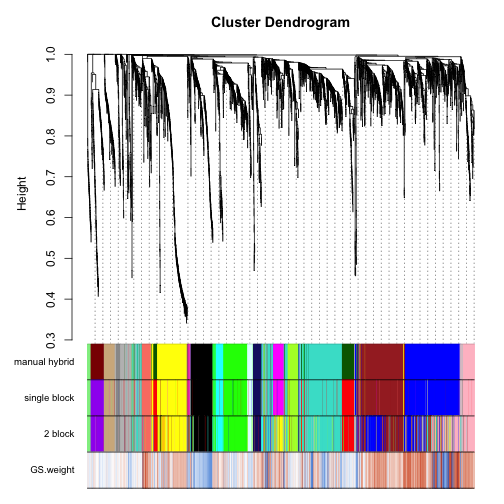 Cluster Dendrogram
Height
1.0
0.9
0.8
0.7
0.6
0.5
0.4
0.3
manual hybrid
single block
2 block
GS.weight